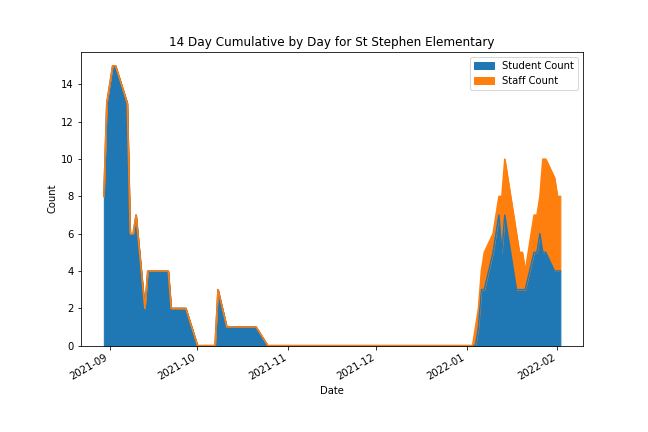 14 Day Cumulative by Day for St Stephen Elementary
Student Count
Staff Count
14
12
10
8
6
4
2
0
Count
2021-09
2021-10
2021-11
2021-12
2022-01
2022-02
Date